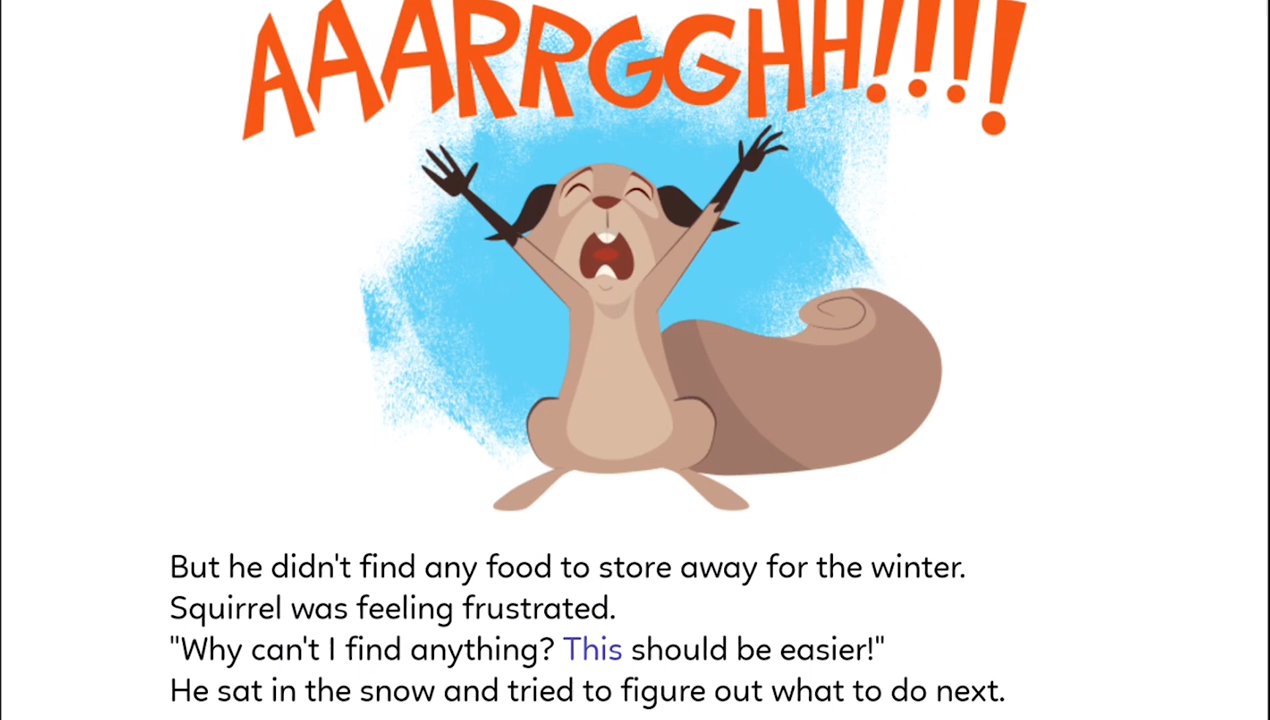 AAARRGGHH!!!!
But he didn't find any food to store away for the winter.
Squirrel was feeling frustrated.
"Why can't I find anything? This should be easier!"
He sat in the snow and tried to figure out what to do next.